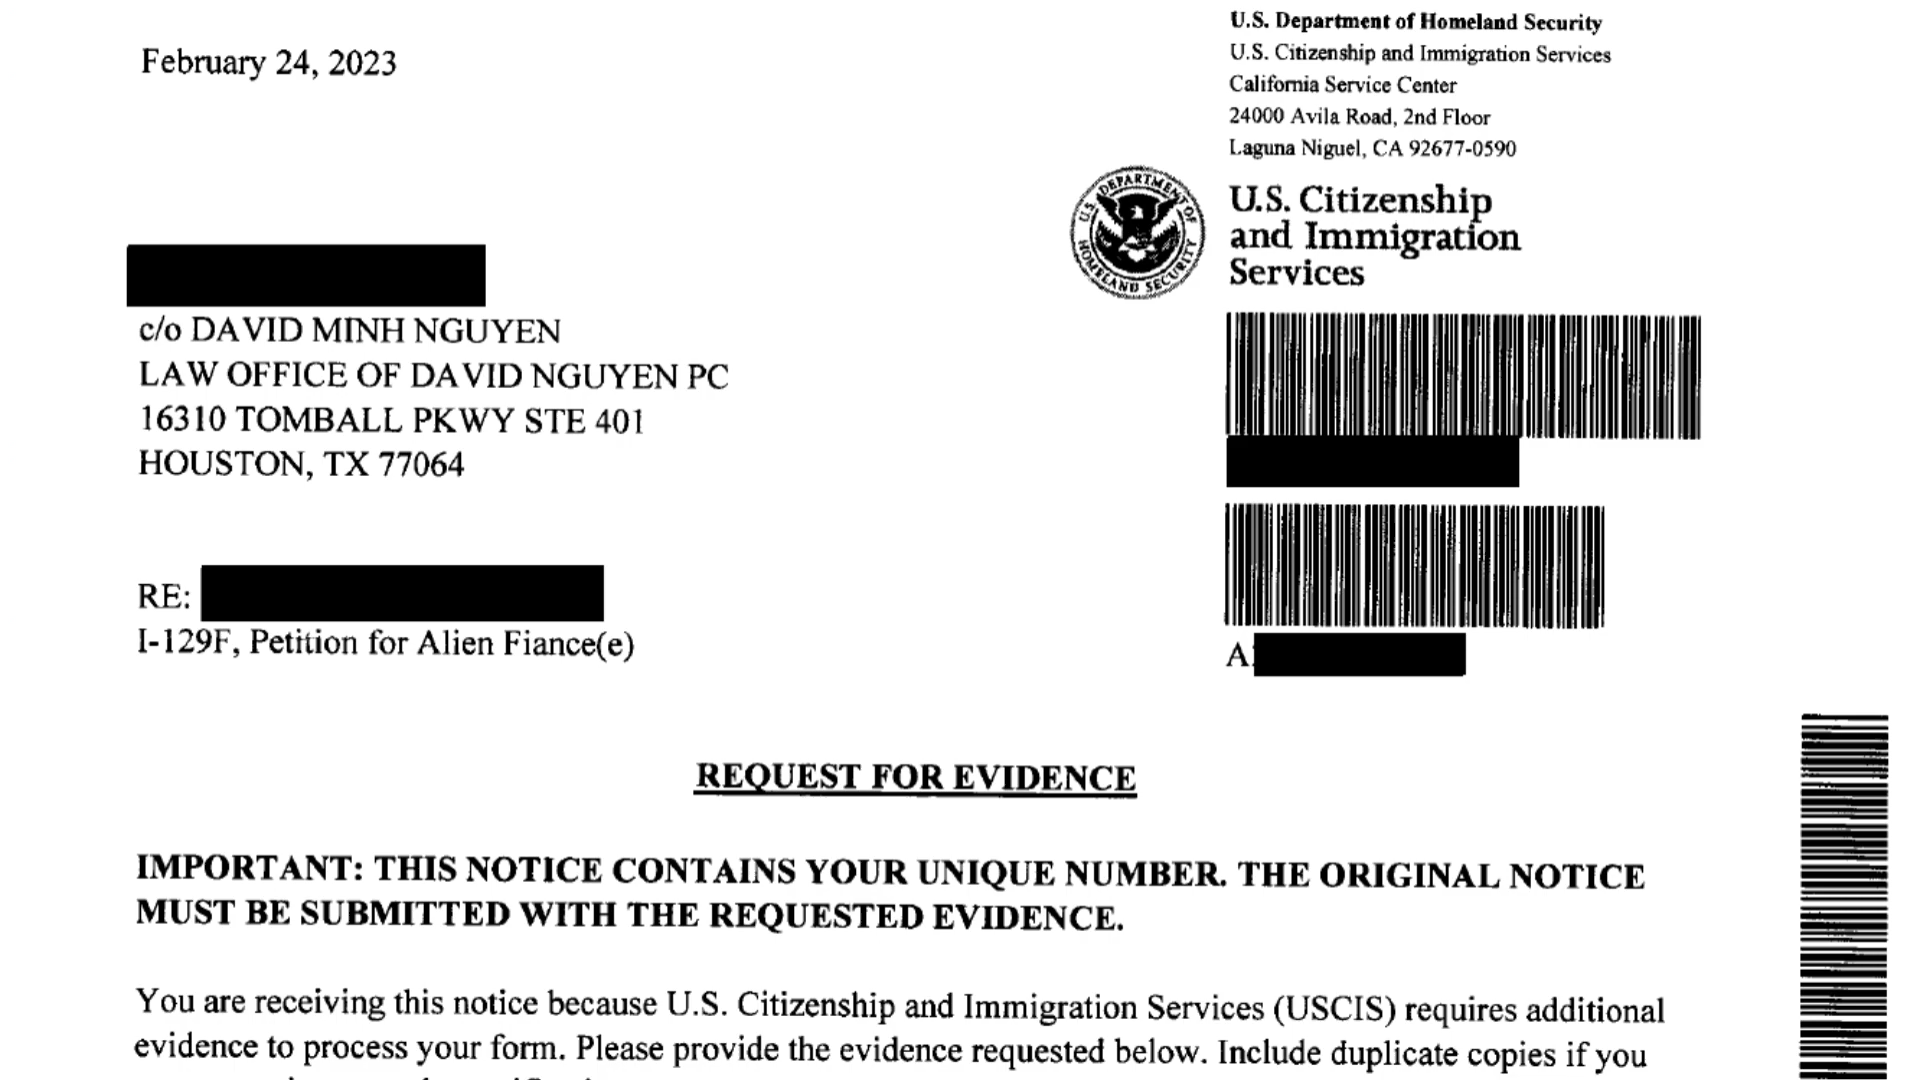 February 24, 2023
U.S. Department of Homeland Security
U.S. Citizenship and Immigration Services
California Service Center
24000 Avila Road, 2nd Floor
Laguna Niguel, CA 92677-0590
U.S. DEPARTMENT OF HOMELAND SECURITY
U.S. Citizenship
and Immigration
Services
c/o DAVID MINH NGUYEN
LAW OFFICE OF DAVID NGUYEN PC
16310 TOMBALL PKWY STE 401
HOUSTON, TX 77064
RE:
I-129F, Petition for Alien Fiance(e)
A
REQUEST FOR EVIDENCE
IMPORTANT: THIS NOTICE CONTAINS YOUR UNIQUE NUMBER. THE ORIGINAL NOTICE
MUST BE SUBMITTED WITH THE REQUESTED EVIDENCE.
You are receiving this notice because U.S. Citizenship and Immigration Services (USCIS) requires additional
evidence to process your form. Please provide the evidence requested below. Include duplicate copies if you